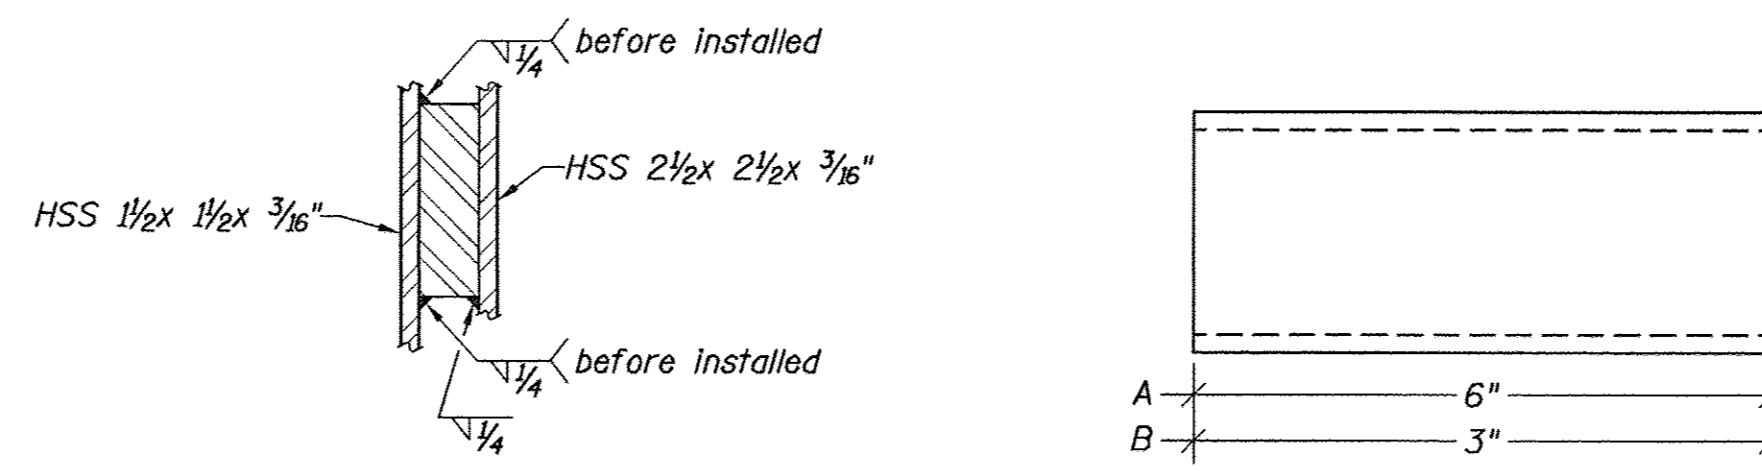 1/4 before installed
HSS 2 1/2 x 2 1/2 x 3/16"
HSS 1 1/2 x 1 1/2 x 3/16"
1/4 before installed
1/4
A 6"
B 3"